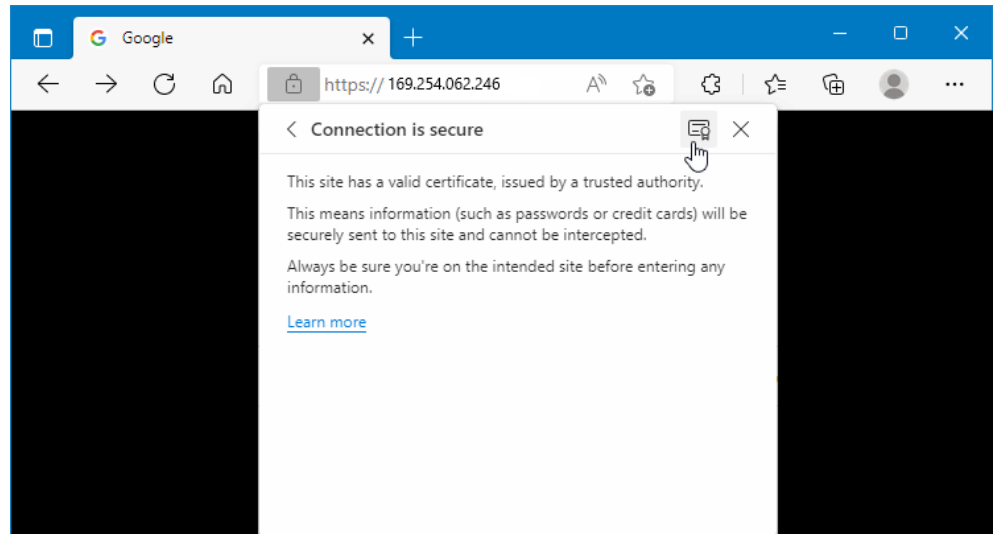 Google
https:// 169.254.062.246
Connection is secure
This site has a valid certificate, issued by a trusted authority.
This means information (such as passwords or credit cards) will be
securely sent to this site and cannot be intercepted.
Always be sure you're on the intended site before entering any
information.
Learn more